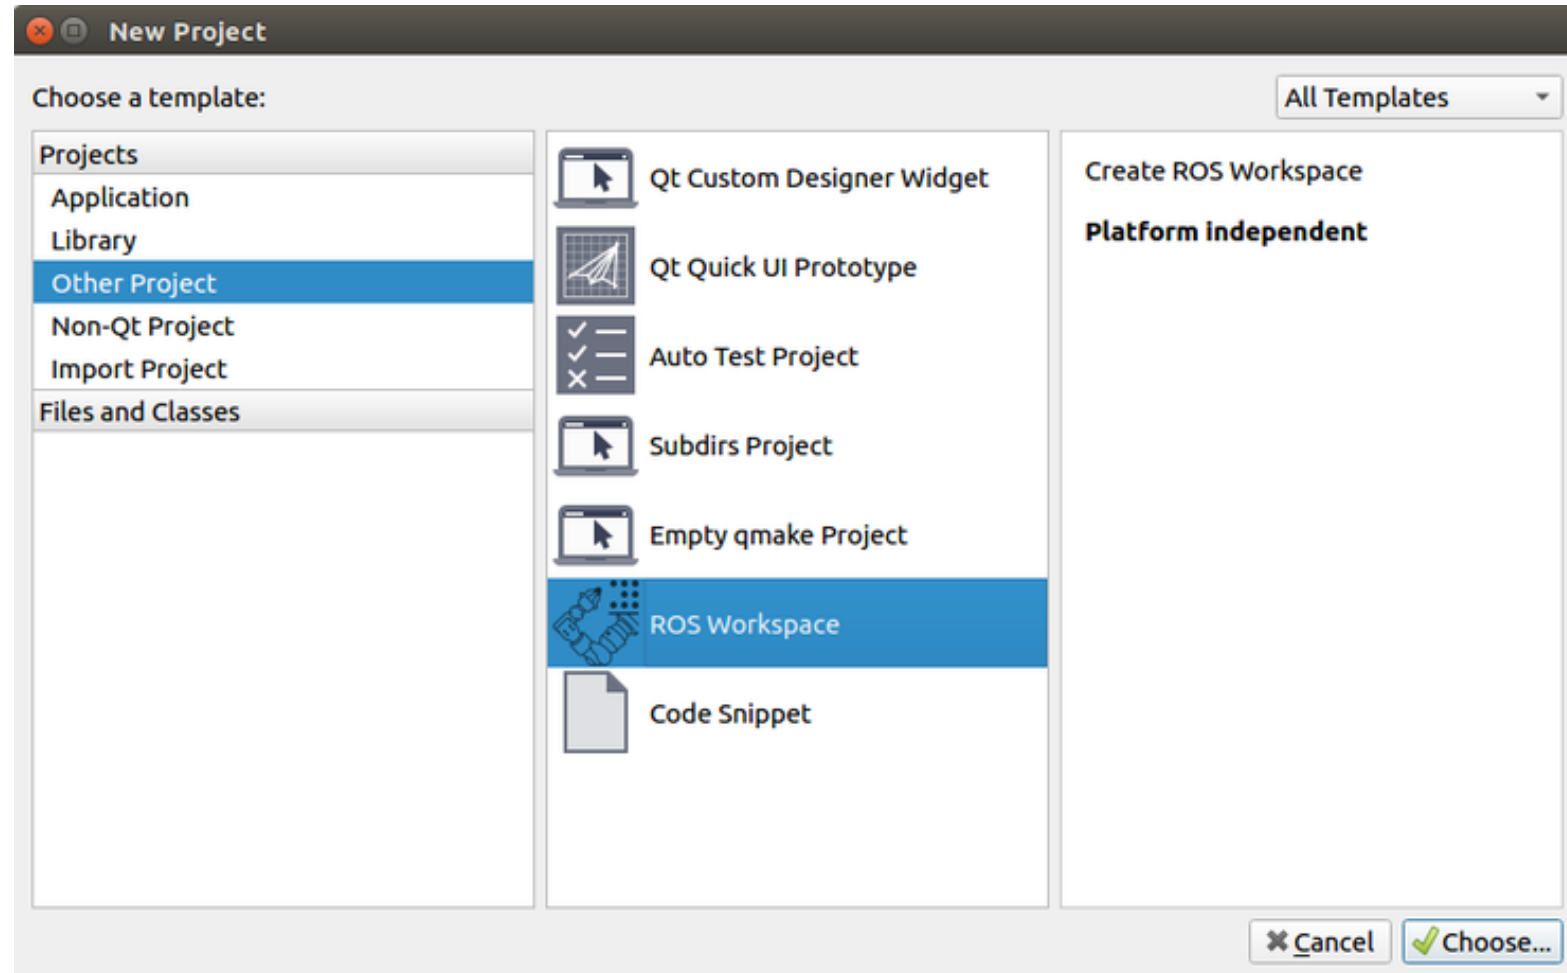 New Project
Choose a template:
All Templates
Projects
Application
Library
Other Project
Non-Qt Project
Import Project
Files and Classes
Qt Custom Designer Widget
Qt Quick UI Prototype
Auto Test Project
Subdirs Project
Empty qmake Project
ROS Workspace
Code Snippet
Create ROS Workspace
Platform independent
Cancel
Choose...